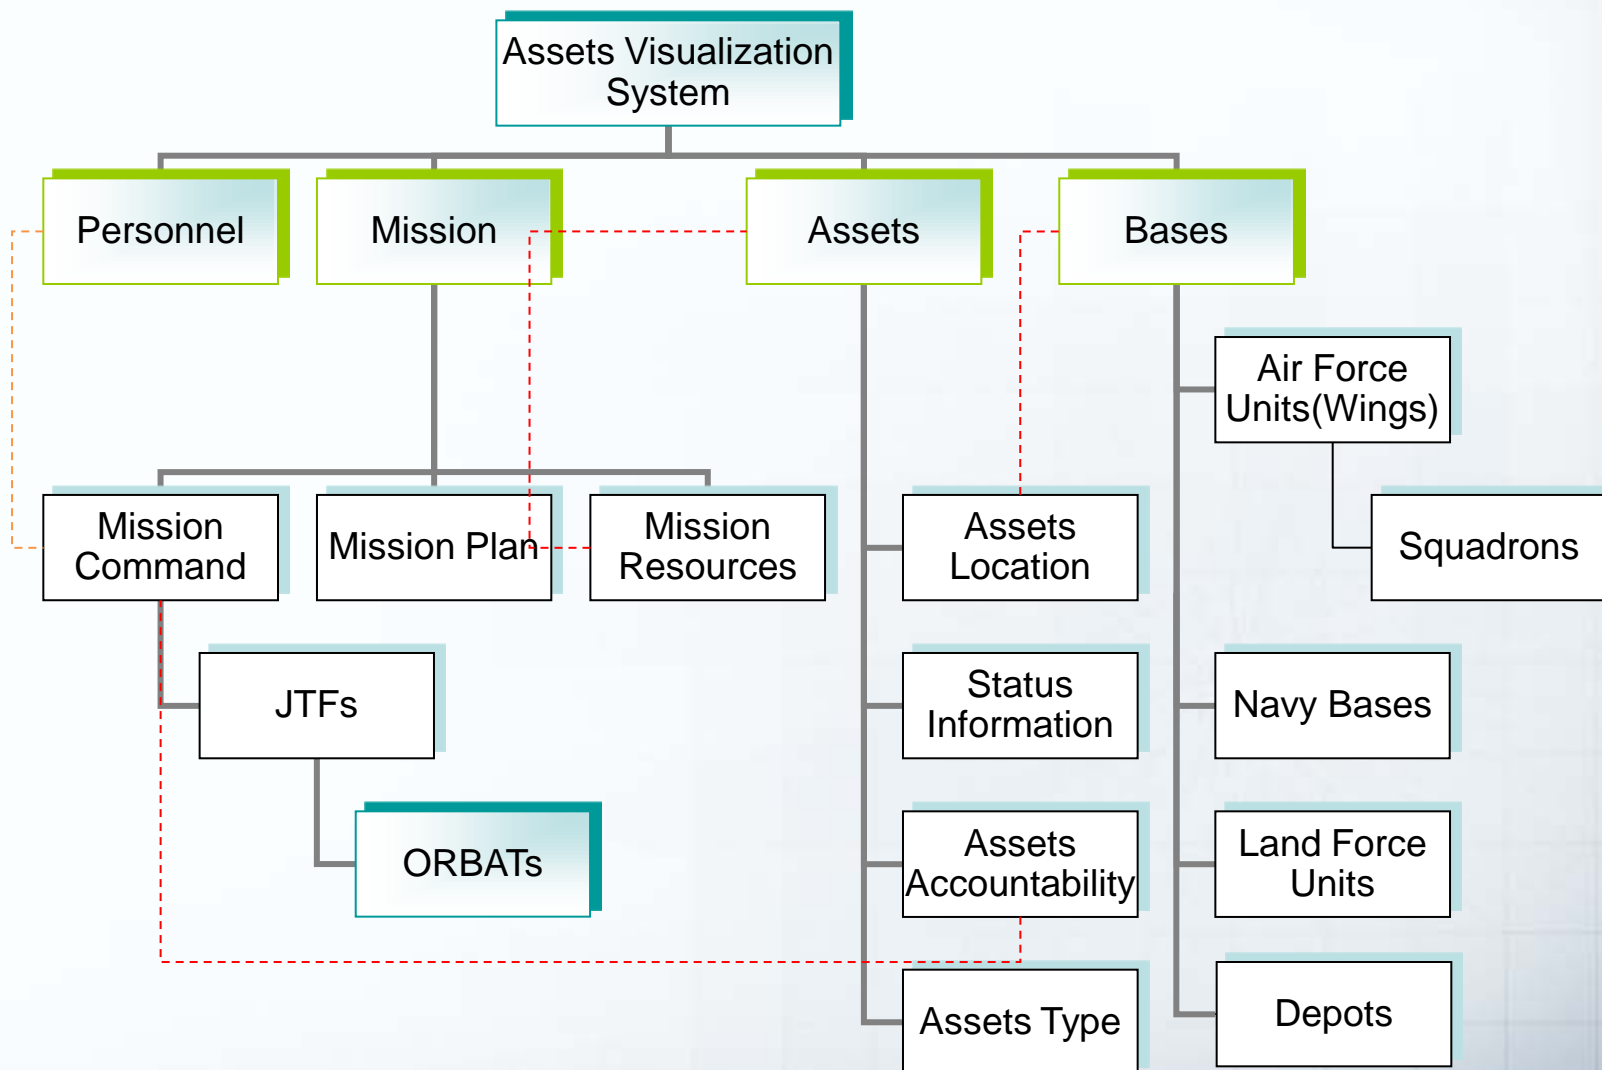 Assets Visualization
System
Personnel
Mission
Assets
Bases
Air Force
Units(Wings)
Mission
Command
Mission Plan
Mission
Resources
Assets
Location
Squadrons
JTFs
Status
Information
Navy Bases
ORBATs
Assets
Accountability
Land Force
Units
Assets Type
Depots